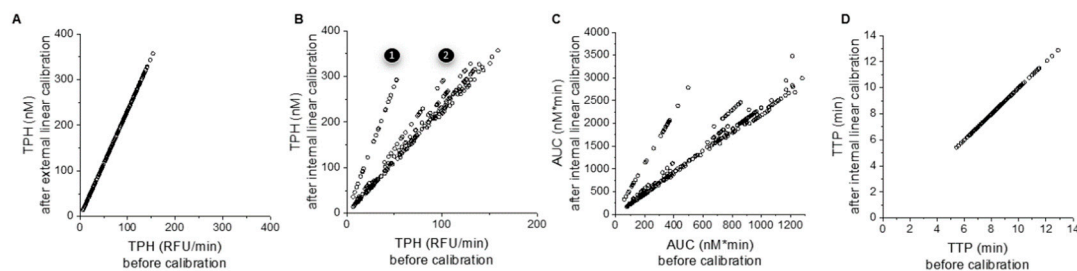 A
TPH (nM)
after external linear calibration
400
300
200
100
0
0 100 200 300 400
TPH (RFU/min)
before calibration
B
TPH (nM)
after internal linear calibration
400
300
200
100
0
1 2
0 100 200
TPH (RFU/min)
before calibration
C
AUC (nM*min)
after internal linear calibration
4000
3500
3000
2500
2000
1500
1000
500
0
0 200 400 600 800 1000 1200
AUC (nM*min)
before calibration
D
TTP (min)
after internal linear calibration
14
12
10
8
6
4
2
0
0 2 4 6 8 10 12 14
TTP (min)
before calibration